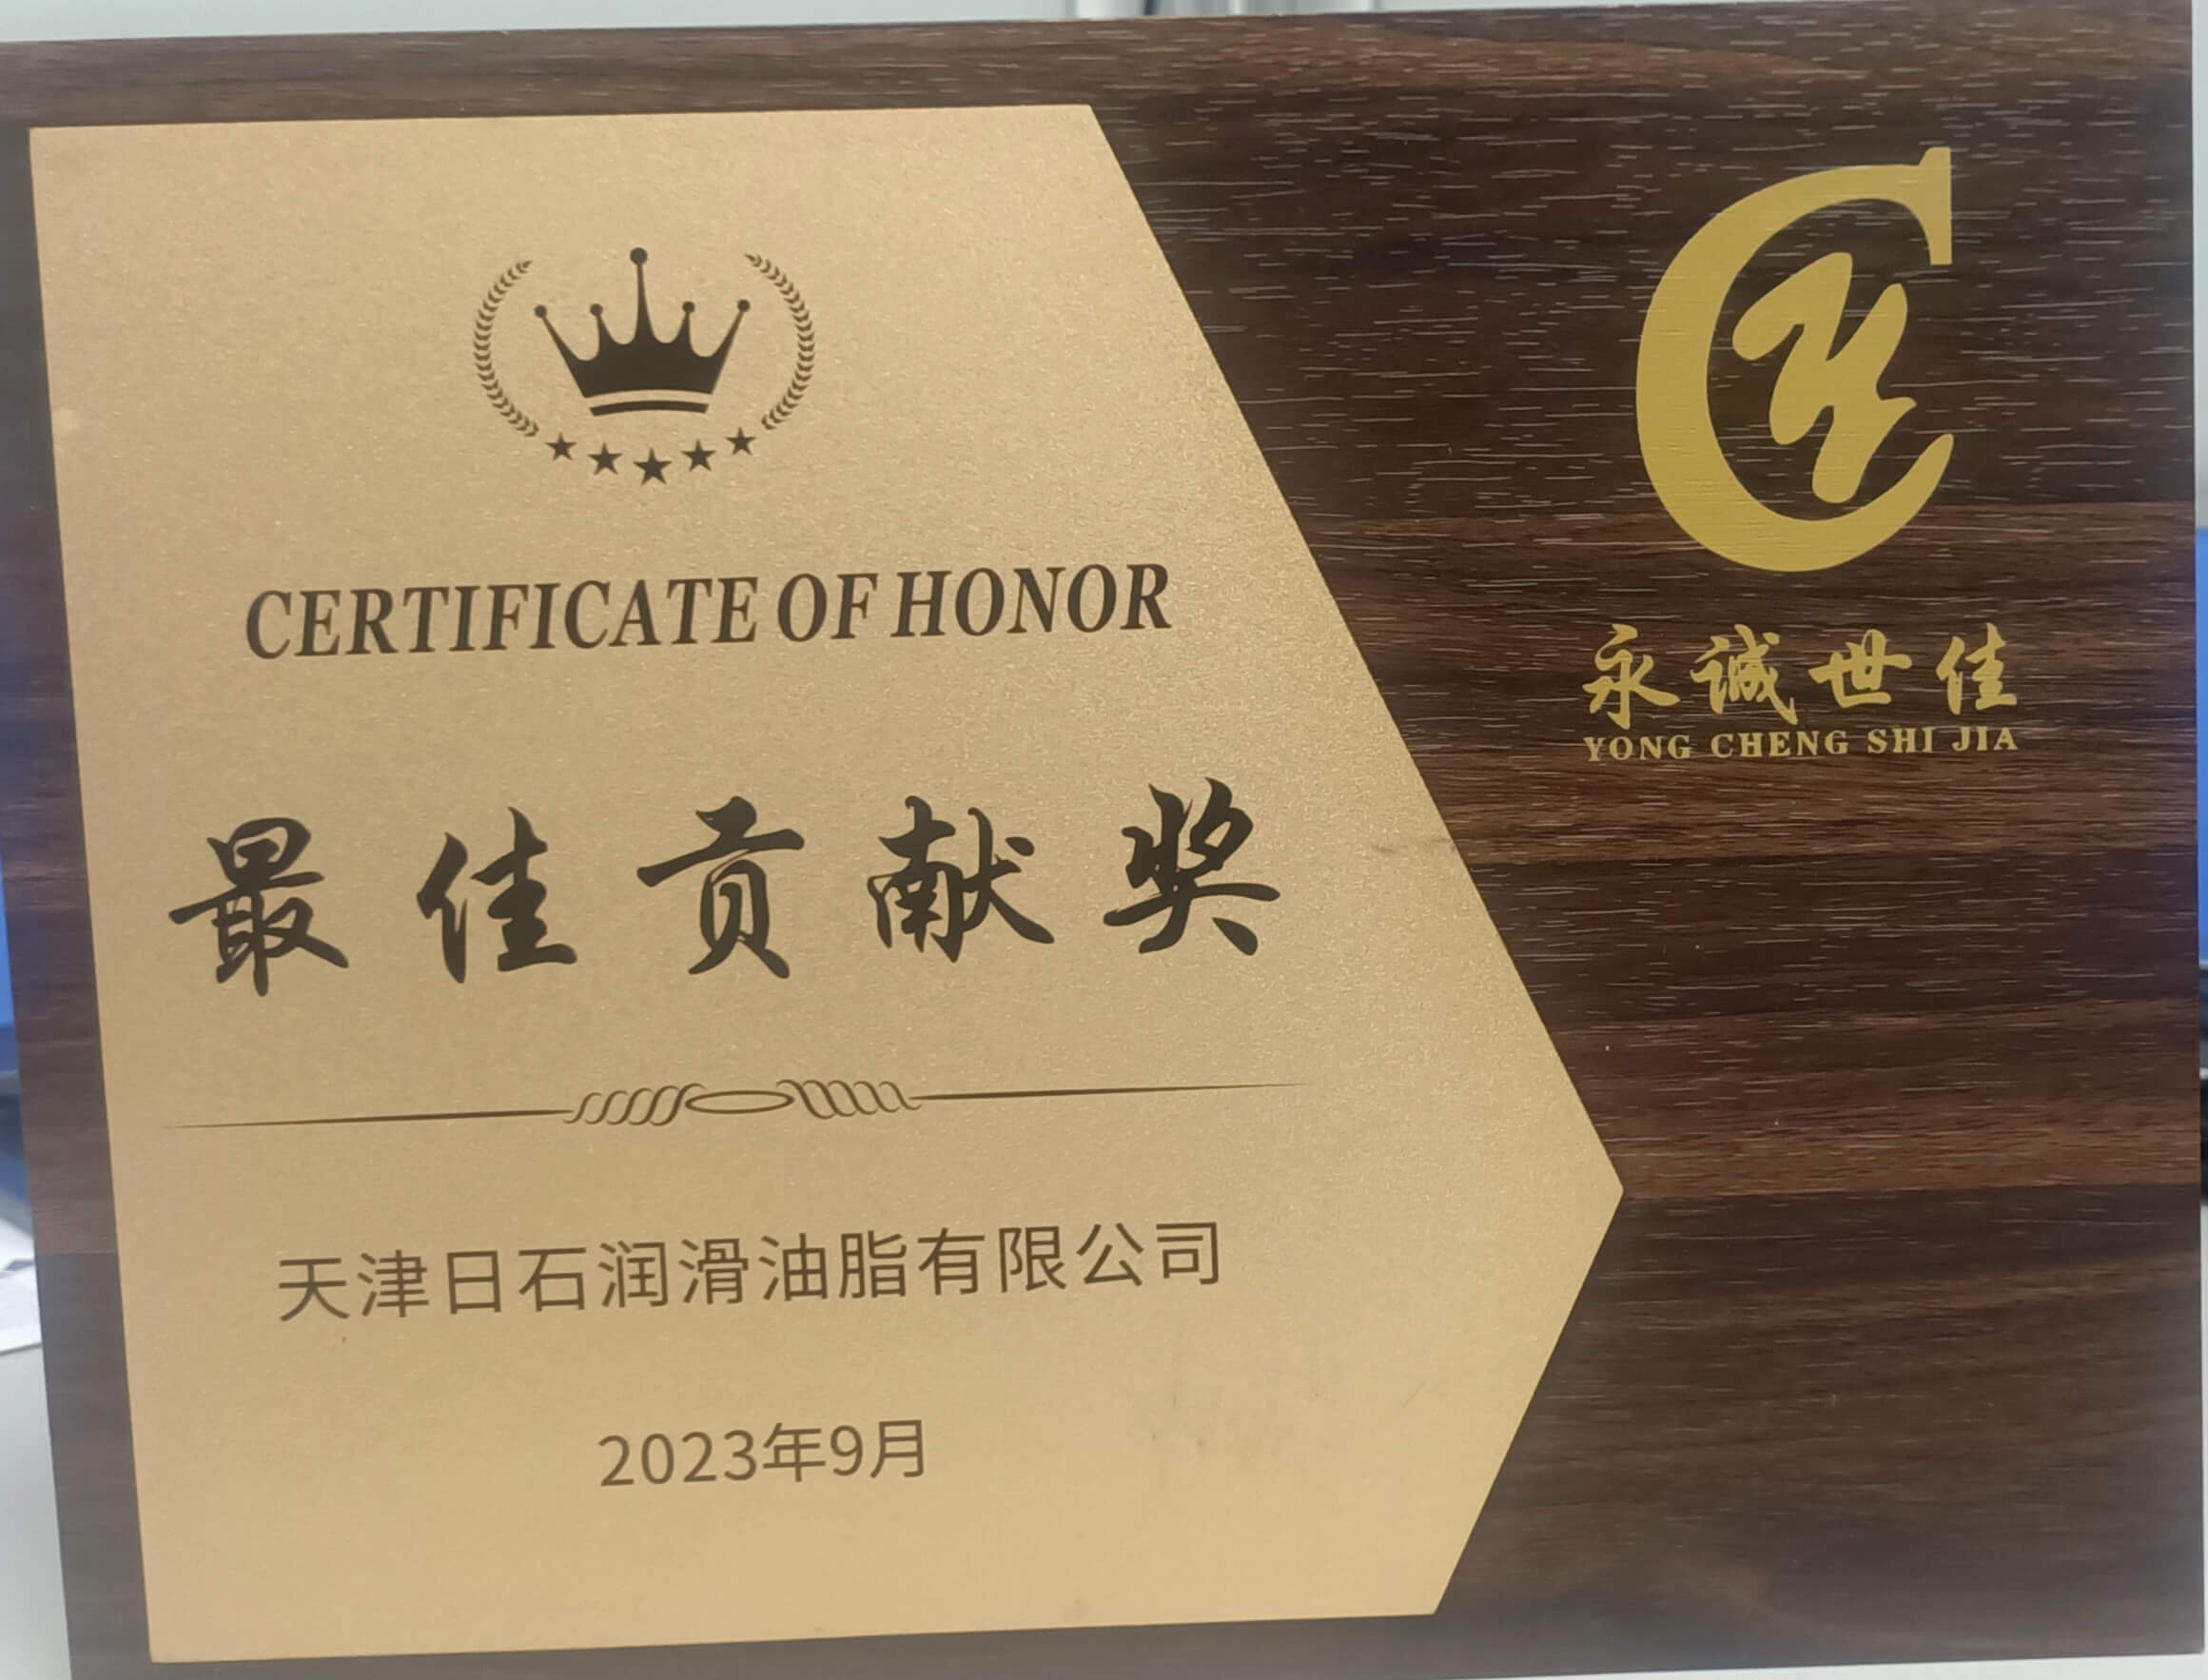 CERTIFICATE OF HONOR
最佳贡献奖
天津日石润滑油脂有限公司
2023年9月
永诚世佳
YONG CHENG SHI JIA